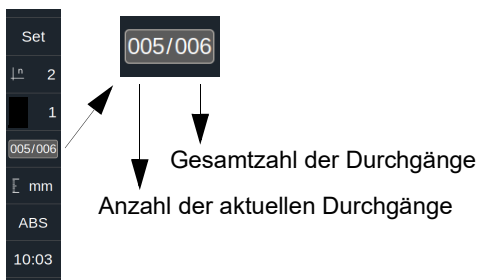 Set
2
1
005/006
mm
ABS
10:03
005/006
Gesamtzahl der Durchgänge
Anzahl der aktuellen Durchgänge